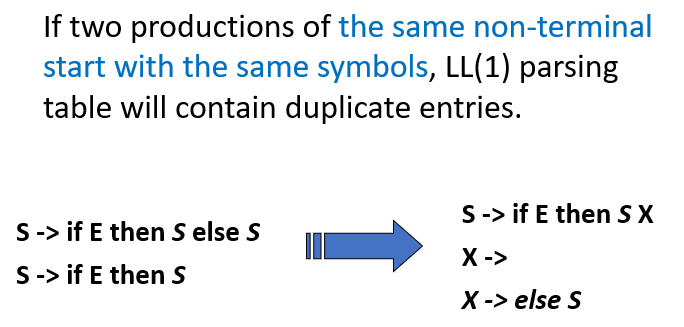 If two productions of the same non-terminal
start with the same symbols, LL(1) parsing
table will contain duplicate entries.
S -> if E then S else S
S -> if E then S
S -> if E then S X
X ->
X -> else S